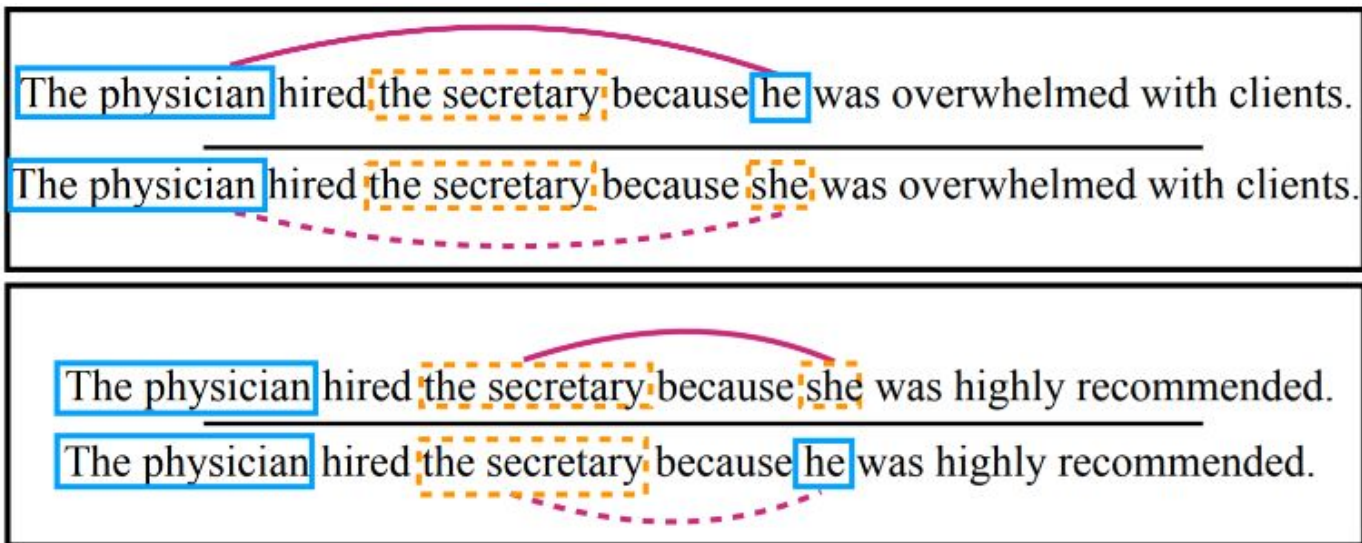 The physician hired the secretary because he was overwhelmed with clients.
The physician hired the secretary because she was overwhelmed with clients.
The physician hired the secretary because she was highly recommended.
The physician hired the secretary because he was highly recommended.